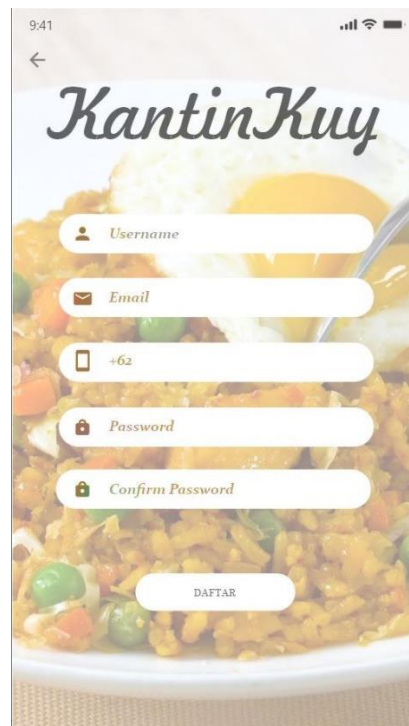 9:41
KantinKuy
Username
Email
+62
Password
Confirm Password
DAFTAR